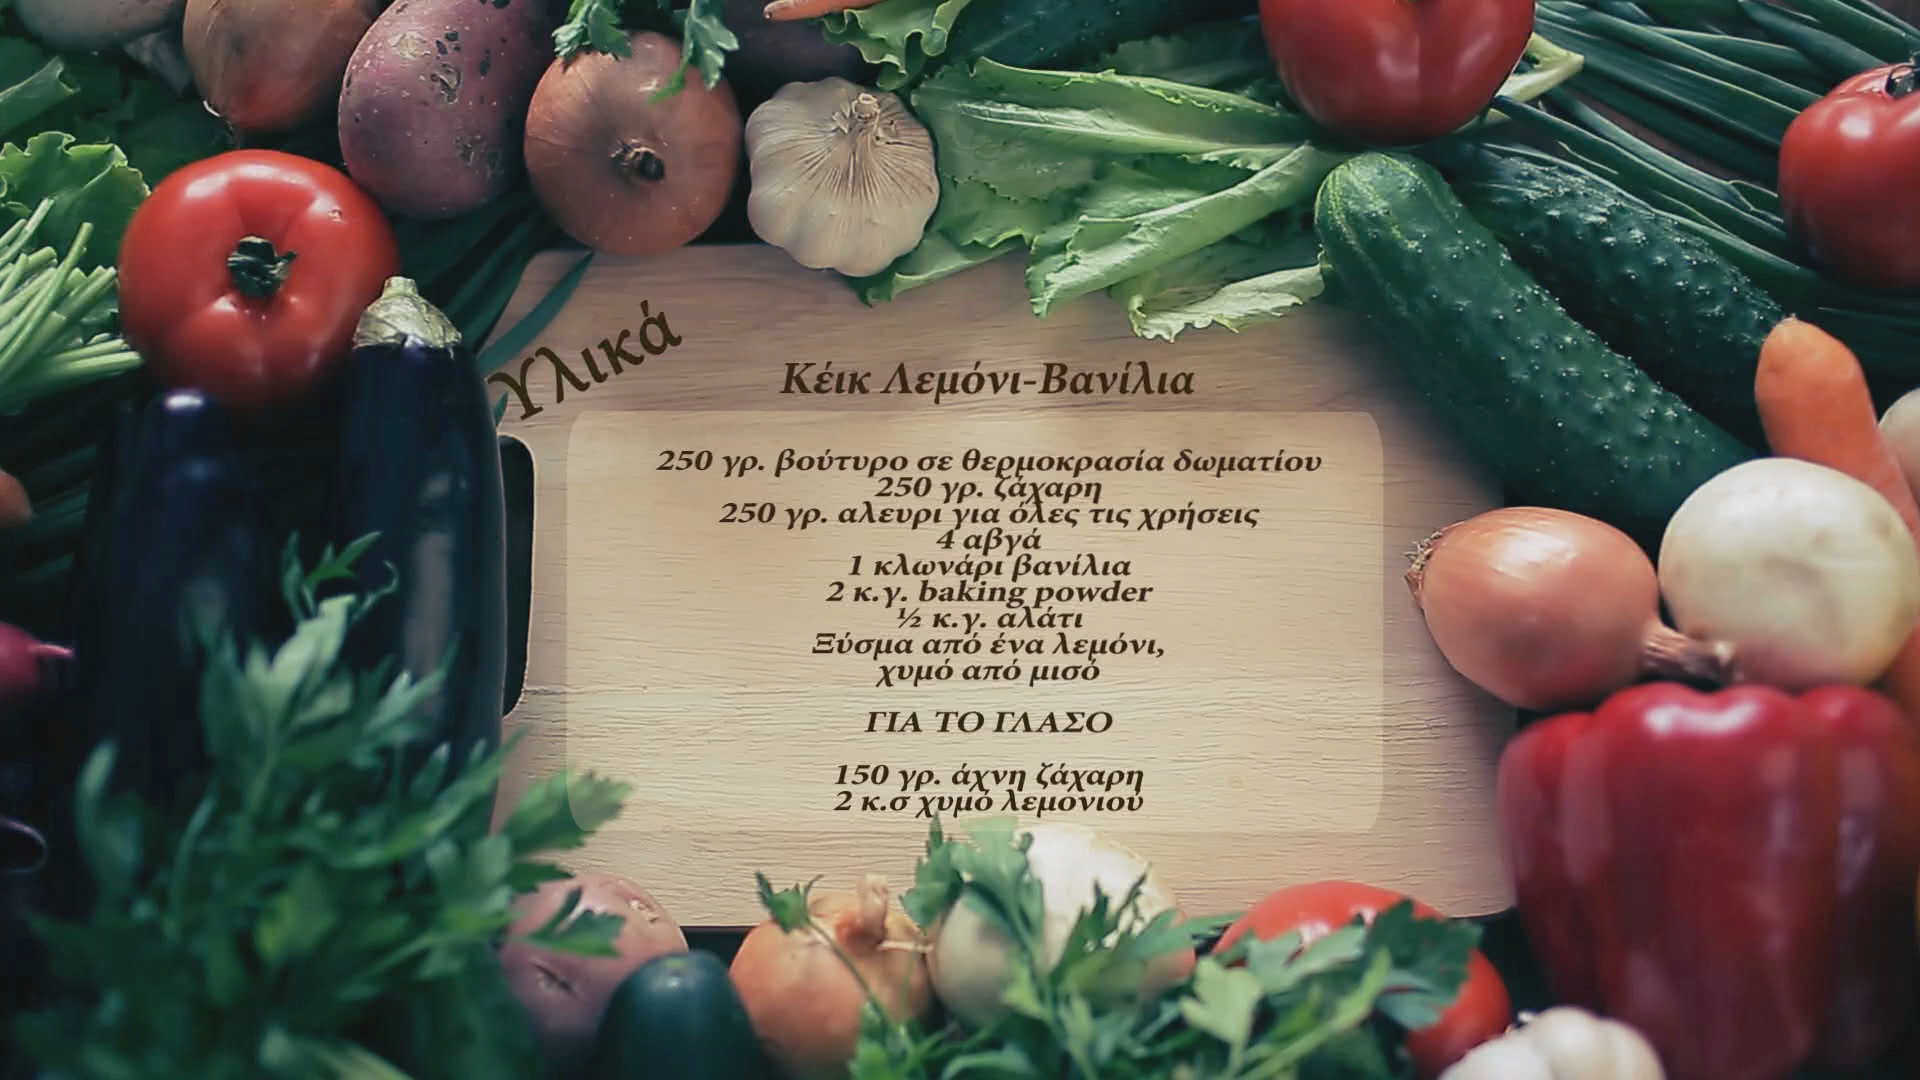 Υλικά
Κέικ Λεμόνι-Βανίλια
250 γρ. βούτυρο σε θερμοκρασία δωματίου
250 γρ. ζάχαρη
250 γρ. αλευρι για όλες τις χρήσεις
4 αβγά
1 κλωνάρι βανίλια
2 κ.γ. baking powder
½ κ.γ. αλάτι
Ξύσμα από ένα λεμόνι,
χυμό από μισό
ΓΙΑ ΤΟ ΓΛΑΣΟ
150 γρ. άχνη ζάχαρη
2 κ.σ χυμό λεμονιού